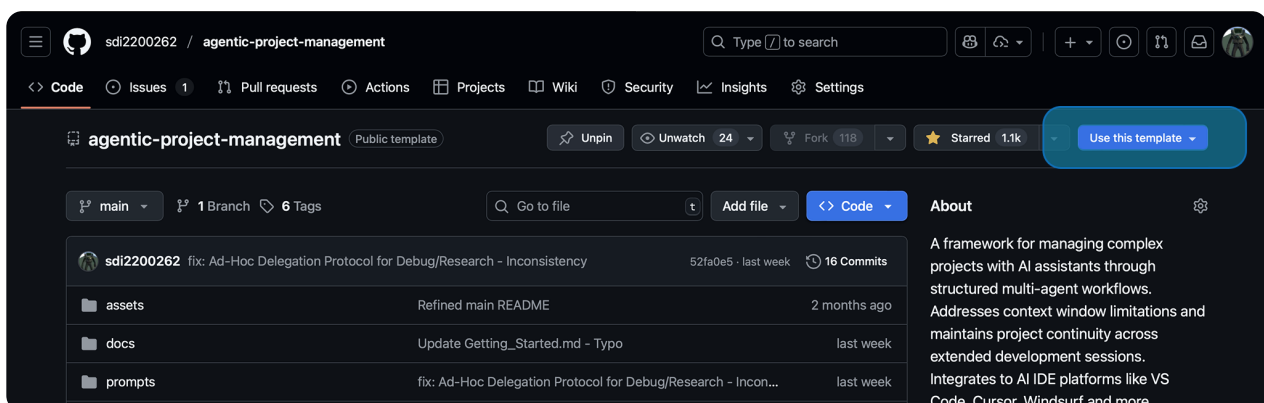 sdi2200262 / agentic-project-management Type / to search
Code Issues 1 Pull requests Actions Projects Wiki Security Insights Settings
agentic-project-management Public template Unpin Unwatch 24 Fork 118 Starred 1.1k Use this template
main 1 Branch 6 Tags Go to file t Add file Code About
A framework for managing complex
projects with AI assistants through
structured multi-agent workflows.
Addresses context window limitations and
maintains project continuity across
extended development sessions.
Integrates to AI IDE platforms like VS
Code, Cursor, Windsurf and more
sdi2200262 fix: Ad-Hoc Delegation Protocol for Debug/Research - Inconsistency 52fa0e5 · last week 16 Commits
assets Refined main README 2 months ago
docs Update Getting_Started.md - Typo last week
prompts fix: Ad-Hoc Delegation Protocol for Debug/Research - Incon... last week